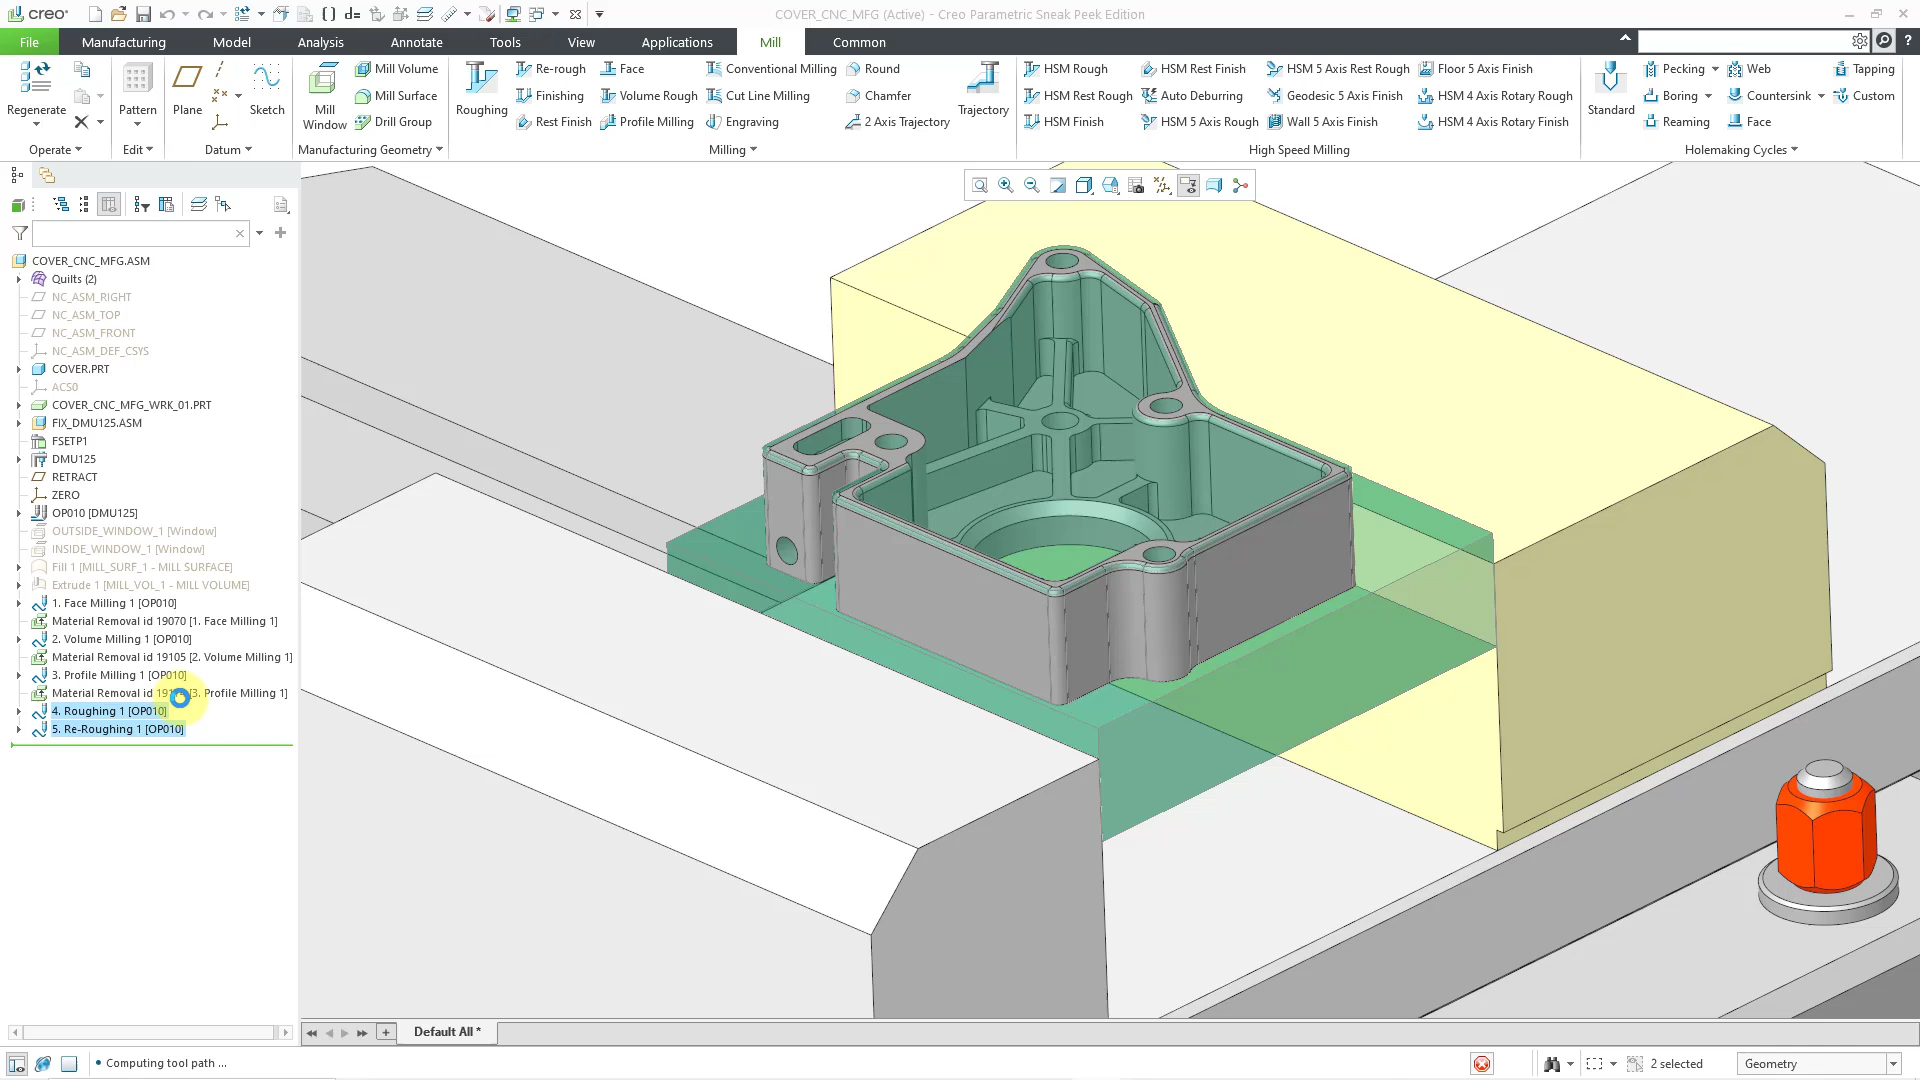 creo
COVER_CNC_MFG (Active) - Creo Parametric Sneak Peek Edition
File Manufacturing Model Analysis Annotate Tools View Applications Mill Common
Regenerate
Operate
Pattern
Edit
Plane
Sketch
Datum
Mill Window
Mill Volume
Mill Surface
Drill Group
Manufacturing Geometry
Roughing
Re-rough
Finishing
Rest Finish
Face
Volume Rough
Profile Milling
Conventional Milling
Cut Line Milling
Engraving
Round
Chamfer
2 Axis Trajectory
Trajectory
Milling
HSM Rough
HSM Rest Rough
HSM Finish
HSM Rest Finish
Auto Deburring
HSM 5 Axis Rough
HSM 5 Axis Rest Rough
Geodesic 5 Axis Finish
Wall 5 Axis Finish
Floor 5 Axis Finish
HSM 4 Axis Rotary Rough
HSM 4 Axis Rotary Finish
High Speed Milling
Standard
Pecking
Boring
Reaming
Web
Countersink
Face
Tapping
Custom
Holemaking Cycles
COVER_CNC_MFG.ASM
Quilts (2)
NC_ASM_RIGHT
NC_ASM_TOP
NC_ASM_FRONT
NC_ASM_DEF_CSYS
COVER.PRT
ACS0
COVER_CNC_MFG_WRK_01.PRT
FIX_DMU125.ASM
FSETP1
DMU125
RETRACT
ZERO
OP010 [DMU125]
OUTSIDE_WINDOW_1 [Window]
INSIDE_WINDOW_1 [Window]
Fill 1 [MILL_SURF_1 - MILL SURFACE]
Extrude 1 [MILL_VOL_1 - MILL VOLUME]
1. Face Milling 1 [OP010]
Material Removal id 19070 [1. Face Milling 1]
2. Volume Milling 1 [OP010]
Material Removal id 19105 [2. Volume Milling 1]
3. Profile Milling 1 [OP010]
Material Removal id [3. Profile Milling 1]
4. Roughing 1 [OP010]
5. Re-Roughing 1 [OP010]
Default All *
Computing tool path ...
2 selected
Geometry